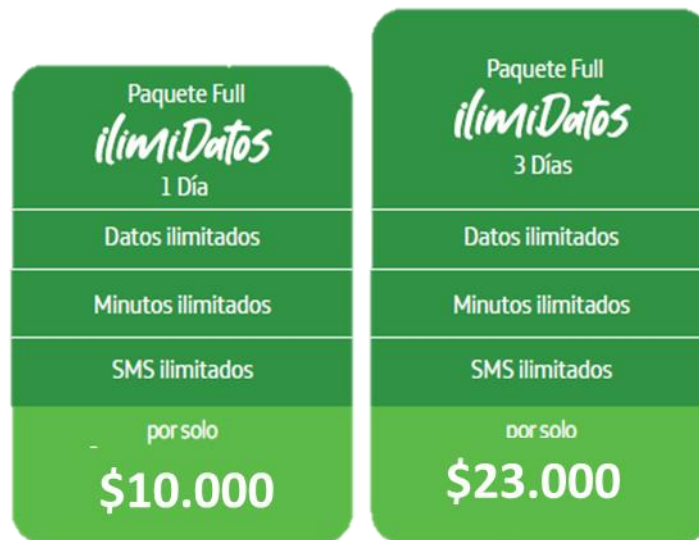 Paquete Full
ilimiDatos
1 Día
Datos ilimitados
Minutos ilimitados
SMS ilimitados
por solo
$10.000
Paquete Full
ilimiDatos
3 Días
Datos ilimitados
Minutos ilimitados
SMS ilimitados
por solo
$23.000